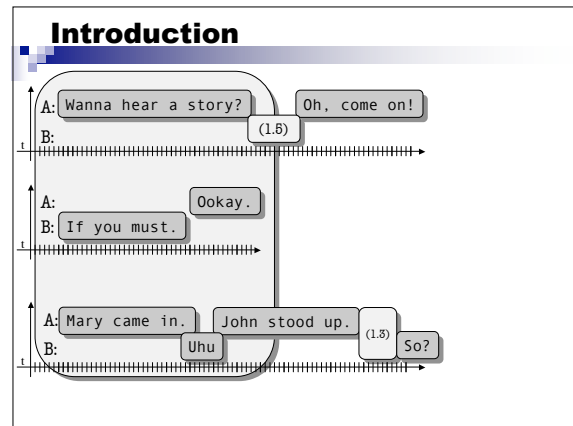 Introduction
A: Wanna hear a story? Oh, come on!
(1.5)
B:
t
A: Ookay.
B: If you must.
t
A: Mary came in. John stood up.
(1.3)
B: Uhu So?
t